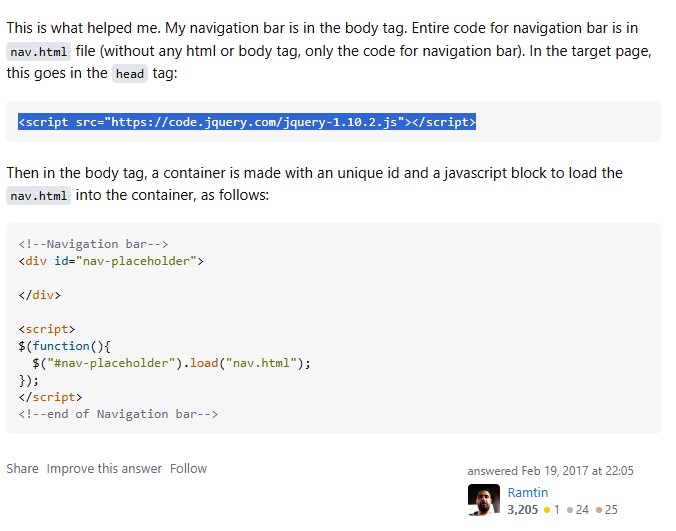 This is what helped me. My navigation bar is in the body tag. Entire code for navigation bar is in
nav.html file (without any html or body tag, only the code for navigation bar). In the target page,
this goes in the head tag:
<script src="https://code.jquery.com/jquery-1.10.2.js"></script>
Then in the body tag, a container is made with an unique id and a javascript block to load the
nav.html into the container, as follows:
<!--Navigation bar-->
<div id="nav-placeholder">
</div>
<script>
$(function(){
  $("#nav-placeholder").load("nav.html");
});
</script>
<!--end of Navigation bar-->
Share Improve this answer Follow
answered Feb 19, 2017 at 22:05
Ramtin
3,205 ●1 ●24 ●25